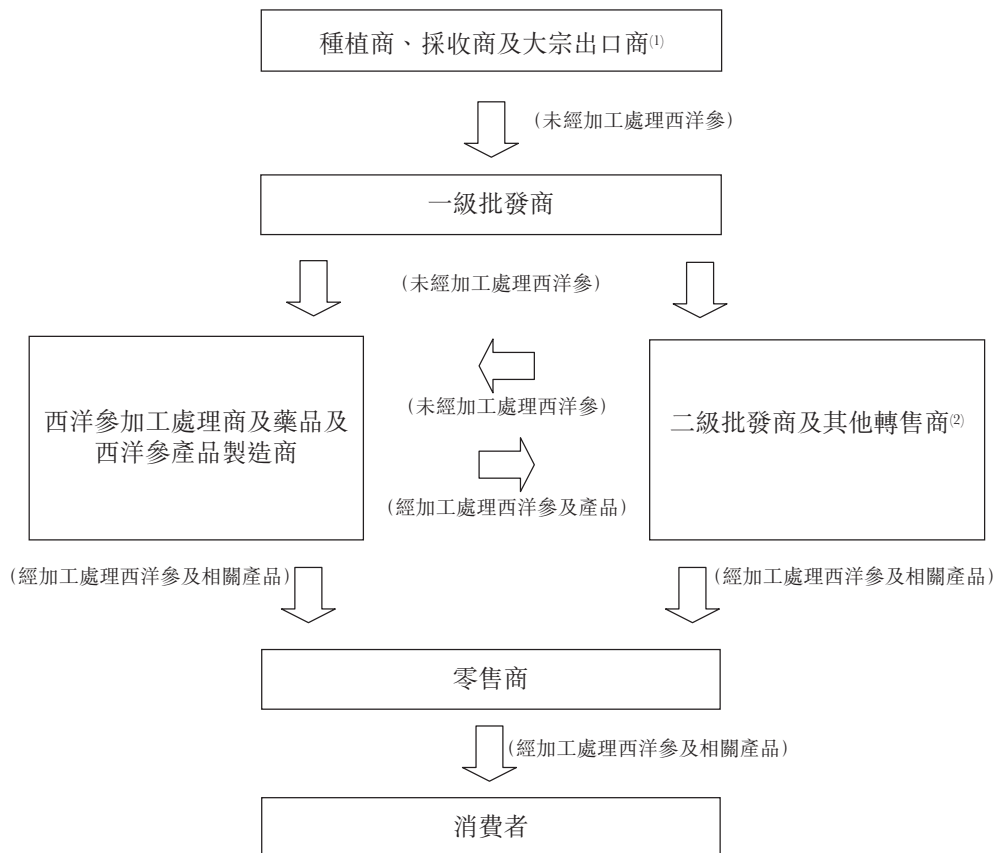 種植商、採收商及大宗出口商(1)
(未經加工處理西洋參)
一級批發商
(未經加工處理西洋參)
西洋參加工處理商及藥品及
西洋參產品製造商
(未經加工處理西洋參)
(經加工處理西洋參及產品)
二級批發商及其他轉售商(2)
(經加工處理西洋參及相關產品)
(經加工處理西洋參及相關產品)
零售商
(經加工處理西洋參及相關產品)
消費者